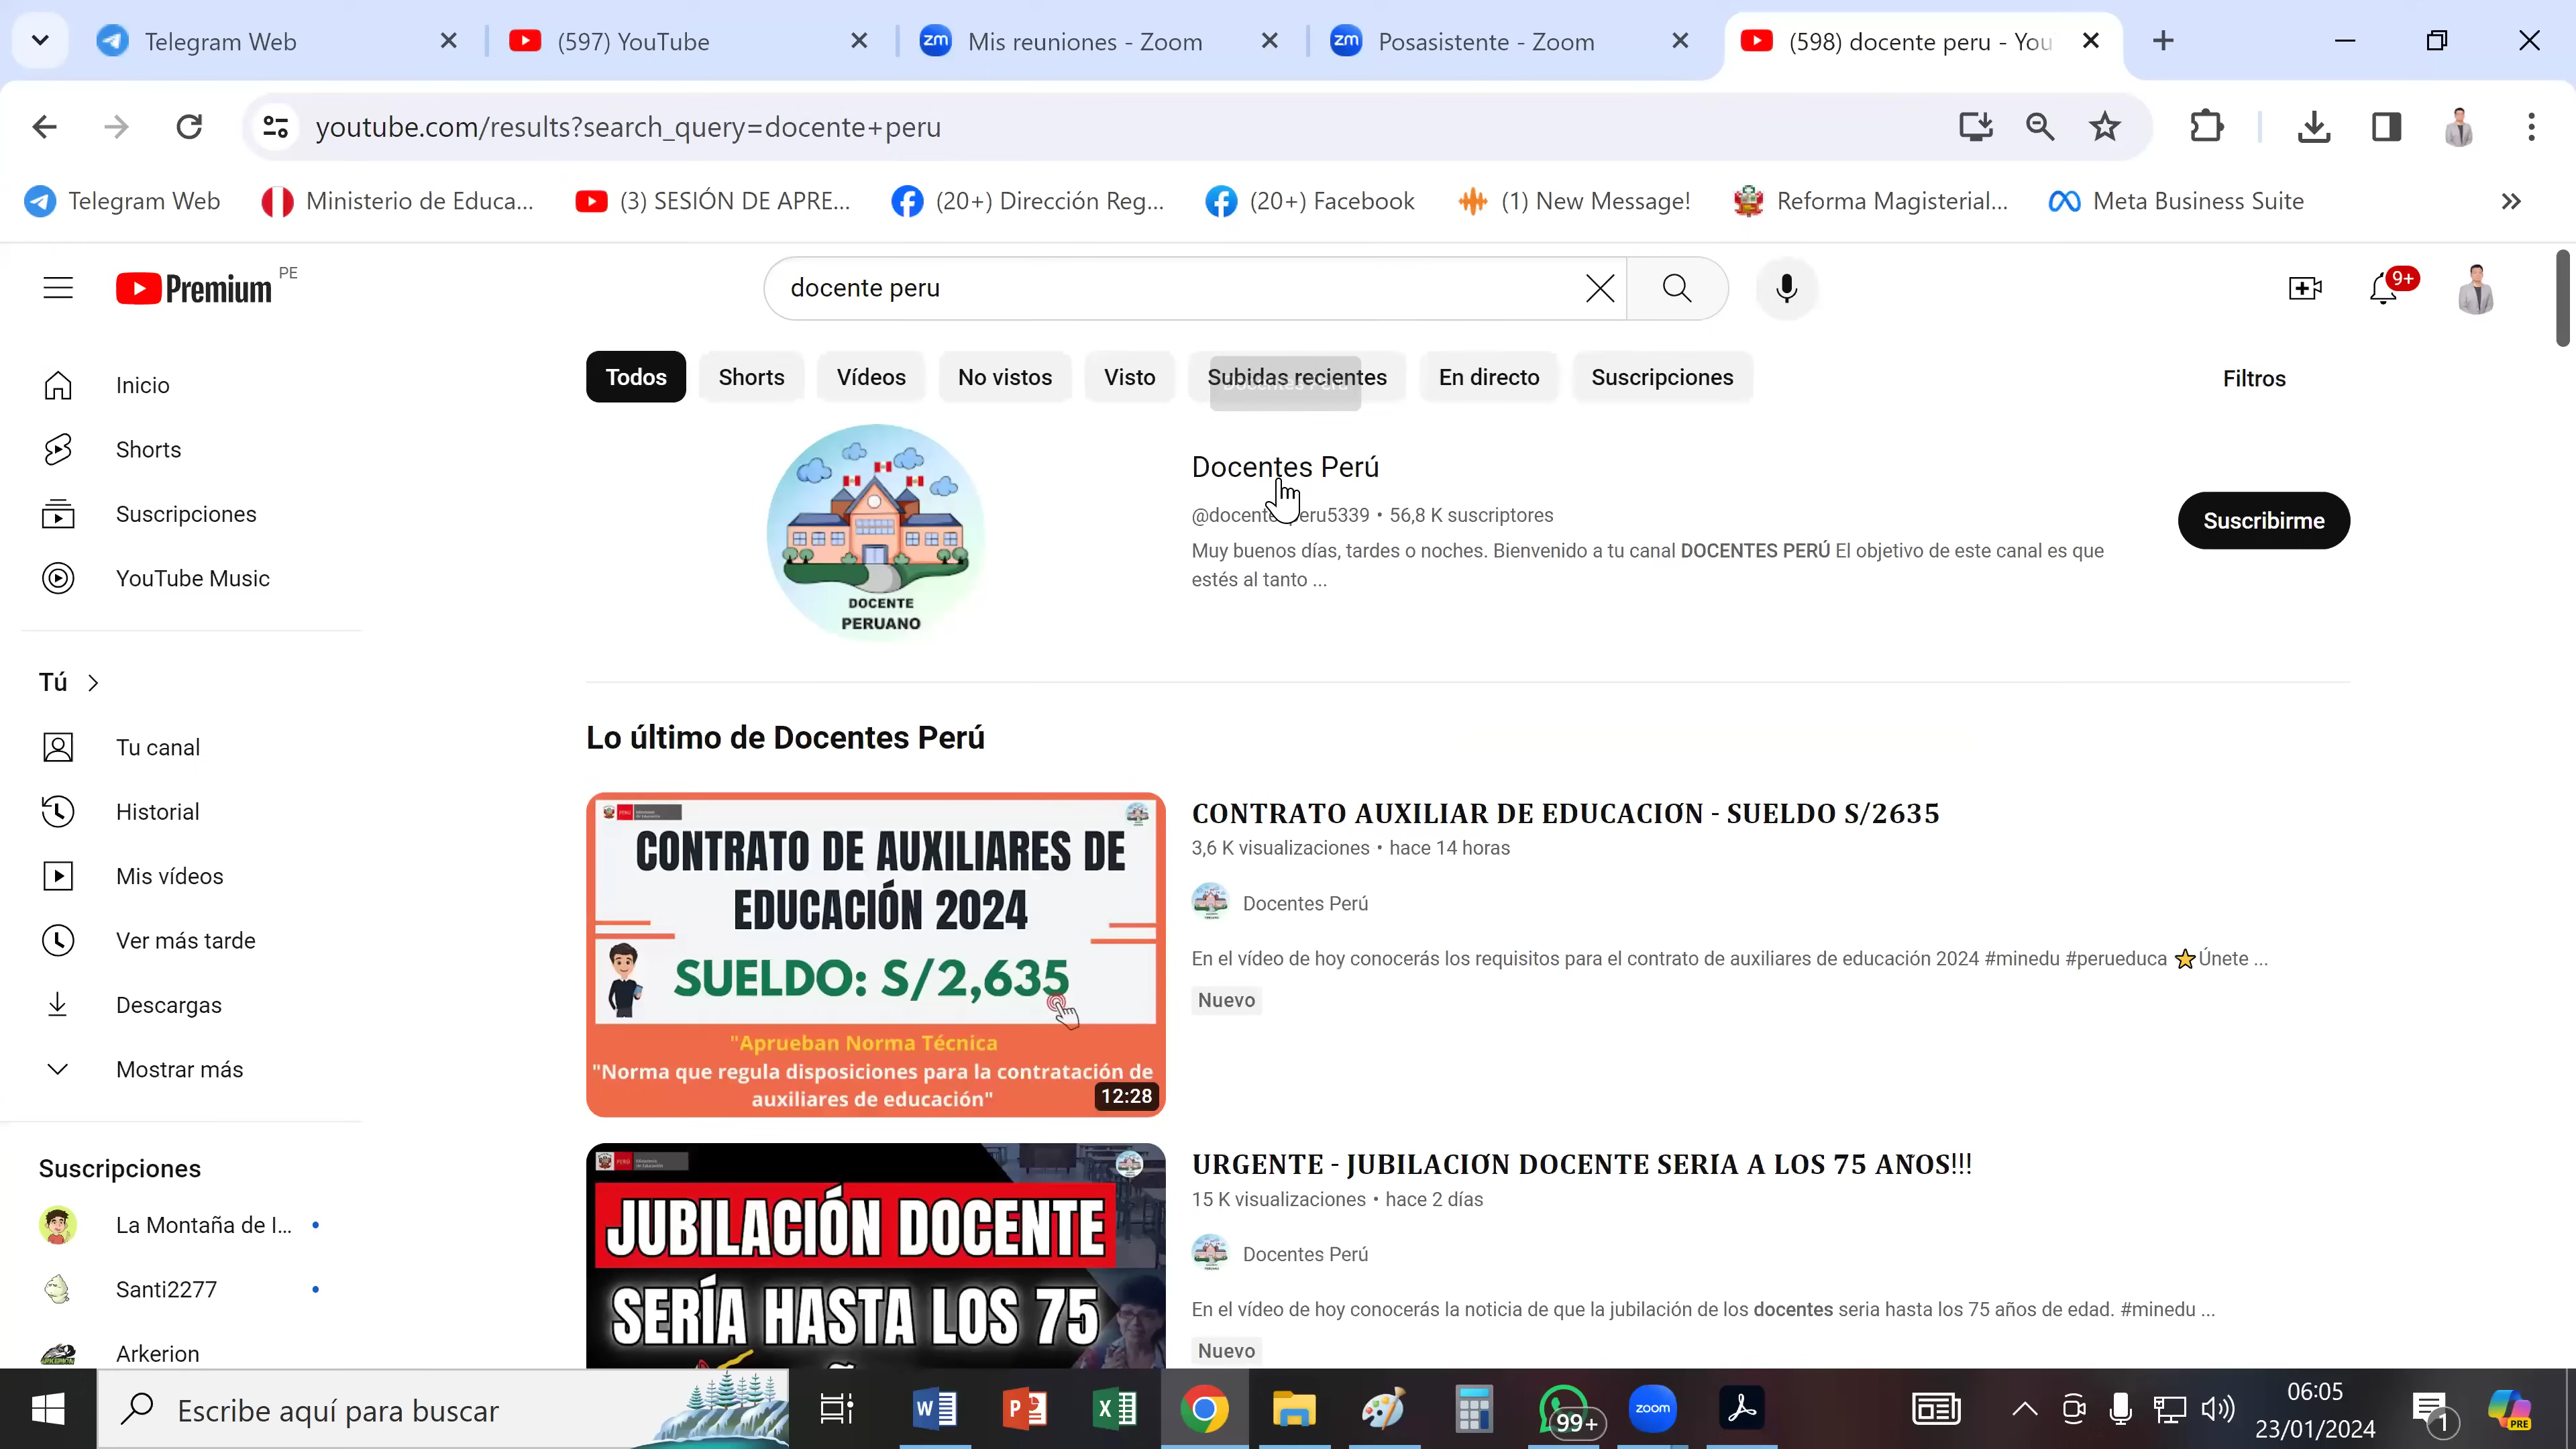 Telegram Web
(597) YouTube
Mis reuniones - Zoom
Posasistente - Zoom
(598) docente peru - You
youtube.com/results?search_query=docente+peru
Telegram Web
Ministerio de Educa...
(3) SESIÓN DE APRE...
(20+) Dirección Reg...
(20+) Facebook
(1) New Message!
Reforma Magisterial...
Meta Business Suite
Premium PE
docente peru
9+
Todos
Shorts
Vídeos
No vistos
Visto
Subidas recientes
En directo
Suscripciones
Filtros
Inicio
Shorts
Suscripciones
YouTube Music
Tú
Tu canal
Historial
Mis vídeos
Ver más tarde
Descargas
Mostrar más
Suscripciones
La Montaña de I...
Santi2277
Arkerion
DOCENTE
PERUANO
Docentes Perú
56,8 K suscriptores
Muy buenos días, tardes o noches. Bienvenido a tu canal DOCENTES PERÚ El objetivo de este canal es que
estés al tanto ...
Suscribirme
Lo último de Docentes Perú
CONTRATO DE AUXILIARES DE
EDUCACIÓN 2024
SUELDO: S/2,635
"Aprueban Norma Técnica
"Norma que regula disposiciones para la contratación de
auxiliares de educación"
12:28
CONTRATO AUXILIAR DE EDUCACIÓN - SUELDO S/2635
3,6 K visualizaciones • hace 14 horas
Docentes Perú
En el vídeo de hoy conocerás los requisitos para el contrato de auxiliares de educación 2024 #minedu #perueduca ⭐Únete ...
Nuevo
JUBILACIÓN DOCENTE
SERÍA HASTA LOS 75
URGENTE - JUBILACIÓN DOCENTE SERÍA A LOS 75 AÑOS!!!
15 K visualizaciones • hace 2 días
Docentes Perú
En el vídeo de hoy conocerás la noticia de que la jubilación de los docentes seria hasta los 75 años de edad. #minedu ...
Nuevo
Escribe aquí para buscar
99+
zoom
06:05
23/01/2024
1
PRE